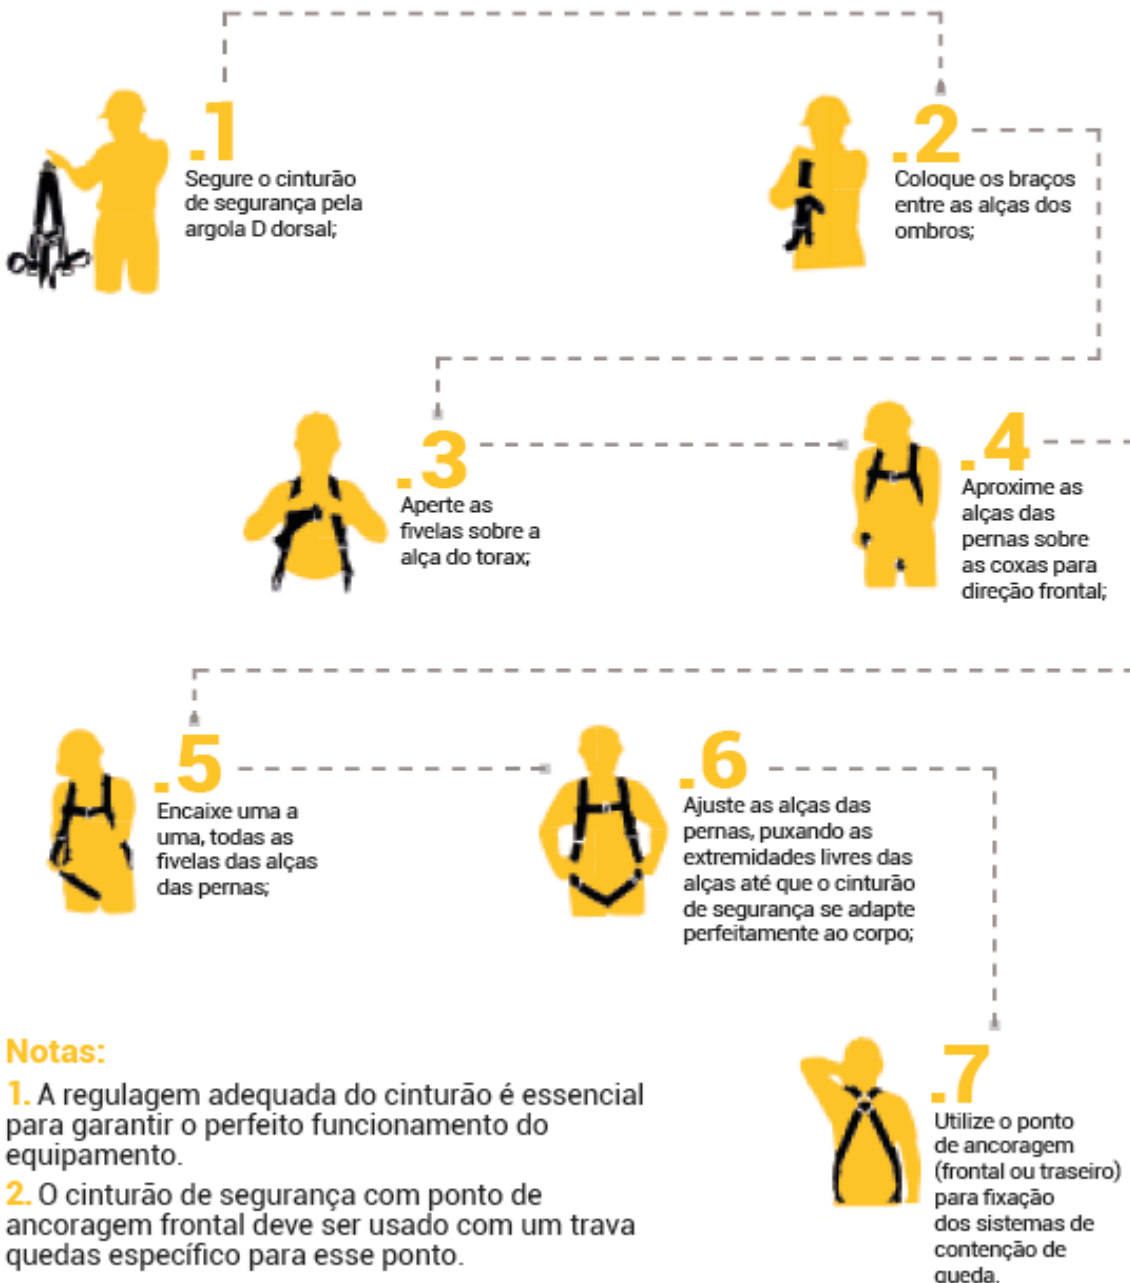 .1
Segure o cinturão
de segurança pela
argola D dorsal;
.2
Coloque os braços
entre as alças dos
ombros;
.3
Aperte as
fivelas sobre a
alça do torax;
.4
Aproxime as
alças das
pernas sobre
as coxas para
direção frontal;
.5
Encaixe uma a
uma, todas as
fivelas das alças
das pernas;
.6
Ajuste as alças das
pernas, puxando as
extremidades livres das
alças até que o cinturão
de segurança se adapte
perfeitamente ao corpo;
.7
Utilize o ponto
de ancoragem
(frontal ou traseiro)
para fixação
dos sistemas de
contenção de
queda.
Notas:
1. A regulagem adequada do cinturão é essencial
para garantir o perfeito funcionamento do
equipamento.
2. O cinturão de segurança com ponto de
ancoragem frontal deve ser usado com um trava
quedas específico para esse ponto.